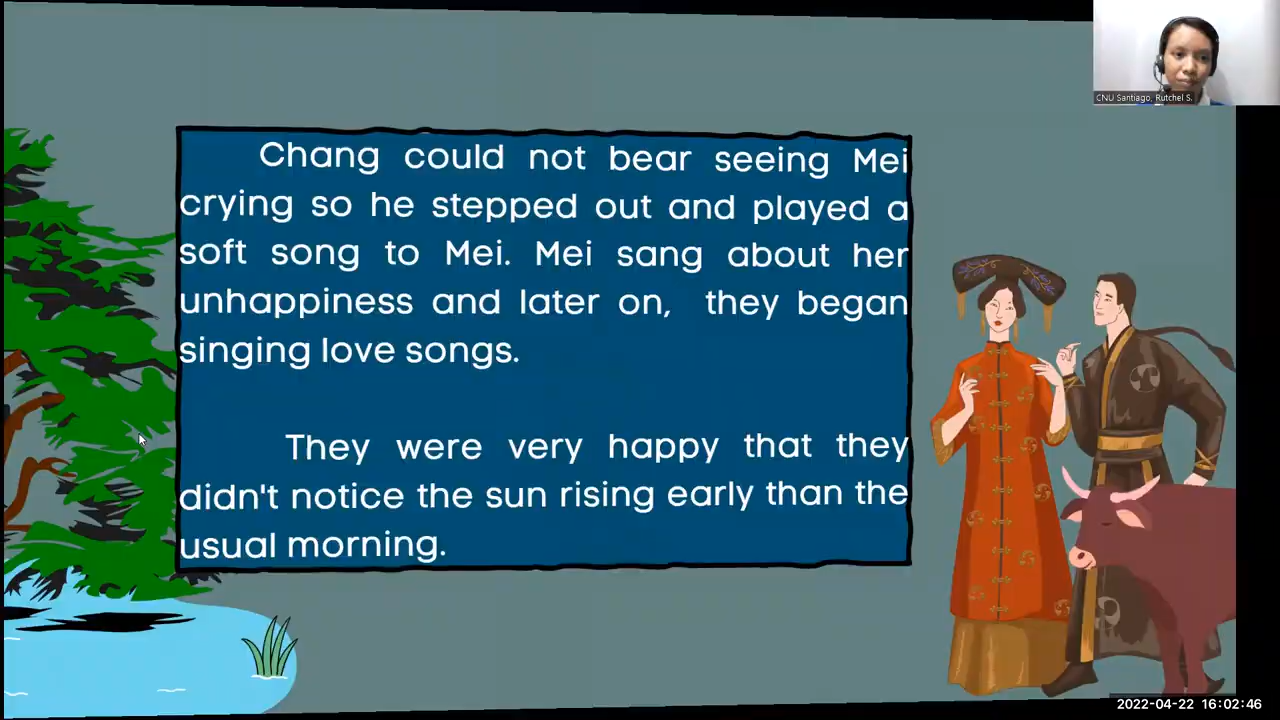 CNU Santiago, Rutchel S.
Chang could not bear seeing Mei
crying so he stepped out and played a
soft song to Mei. Mei sang about her
unhappiness and later on, they began
singing love songs.
They were very happy that they
didn't notice the sun rising early than the
usual morning.
2022-04-22 16:02:46